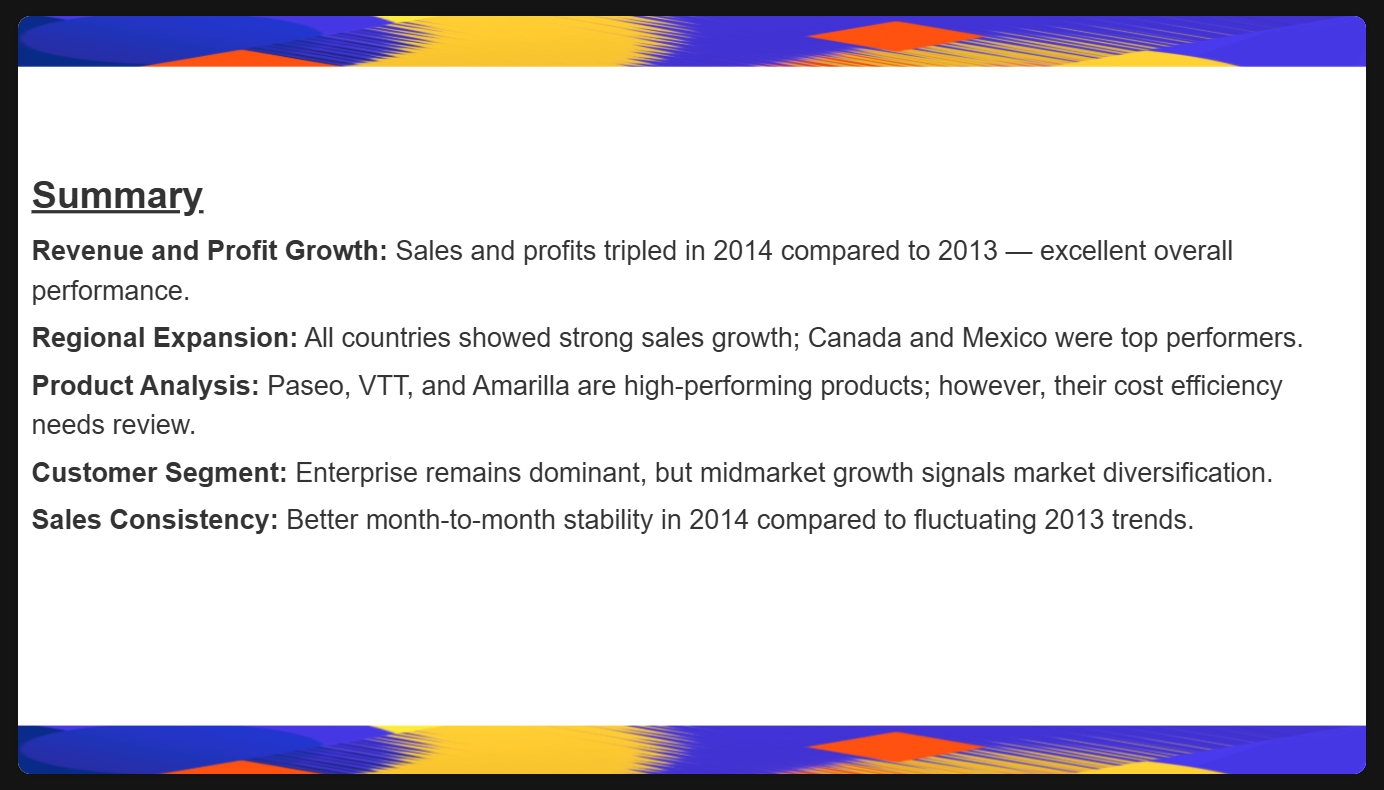 Summary
Revenue and Profit Growth: Sales and profits tripled in 2014 compared to 2013 — excellent overall
performance.
Regional Expansion: All countries showed strong sales growth; Canada and Mexico were top performers.
Product Analysis: Paseo, VTT, and Amarilla are high-performing products; however, their cost efficiency
needs review.
Customer Segment: Enterprise remains dominant, but midmarket growth signals market diversification.
Sales Consistency: Better month-to-month stability in 2014 compared to fluctuating 2013 trends.